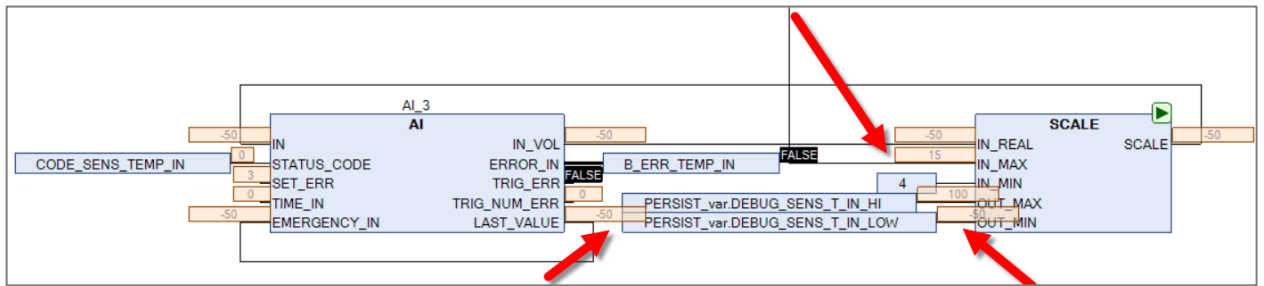 AI_3
AI
SCALE
-50 IN IN_VOL -50 -50 IN_REAL SCALE -50
CODE_SENS_TEMP_IN 0 STATUS_CODE ERROR_IN B_ERR_TEMP_IN FALSE 15 IN_MAX
3 SET_ERR TRIG_ERR FALSE 4 IN_MIN
0 TIME_IN TRIG_NUM_ERR 0 PERSIST_var.DEBUG_SENS_T_IN_HI 100 OUT_MAX
-50 EMERGENCY_IN LAST_VALUE -50 PERSIST_var.DEBUG_SENS_T_IN_LOW -50 OUT_MIN